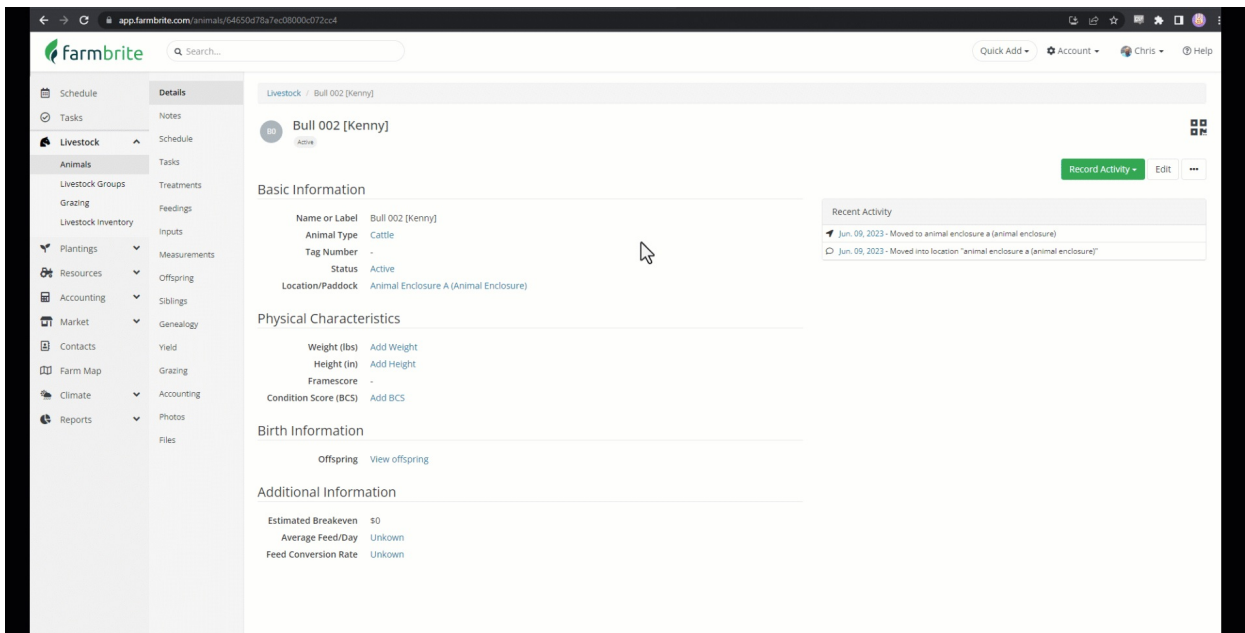 app.farmbrite.com/animals/64650d78a7ec08000c072cc4
farmbrite
Search...
Quick Add
Account
Chris
Help
Schedule
Tasks
Livestock
Animals
Livestock Groups
Grazing
Livestock Inventory
Plantings
Resources
Accounting
Market
Contacts
Farm Map
Climate
Reports
Details
Notes
Schedule
Tasks
Treatments
Feedings
Inputs
Measurements
Offspring
Siblings
Genealogy
Yield
Grazing
Accounting
Photos
Files
Livestock / Bull 002 [Kenny]
B0
Bull 002 [Kenny]
Active
Record Activity
Edit
Basic Information
Name or Label Bull 002 [Kenny]
Animal Type Cattle
Tag Number -
Status Active
Location/Paddock Animal Enclosure A (Animal Enclosure)
Physical Characteristics
Weight (lbs) Add Weight
Height (in) Add Height
Framescore -
Condition Score (BCS) Add BCS
Birth Information
Offspring View offspring
Additional Information
Estimated Breakeven $0
Average Feed/Day Unkown
Feed Conversion Rate Unkown
Recent Activity
Jun. 09, 2023 - Moved to animal enclosure a (animal enclosure)
Jun. 09, 2023 - Moved into location "animal enclosure a (animal enclosure)"